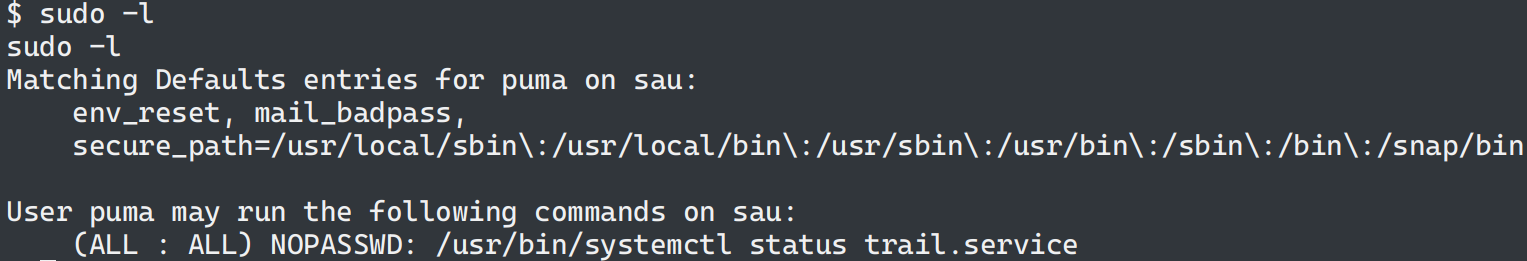 $ sudo -l
sudo -l
Matching Defaults entries for puma on sau:
    env_reset, mail_badpass,
    secure_path=/usr/local/sbin\:/usr/local/bin\:/usr/sbin\:/usr/bin\:/sbin\:/bin\:/snap/bin

User puma may run the following commands on sau:
    (ALL : ALL) NOPASSWD: /usr/bin/systemctl status trail.service